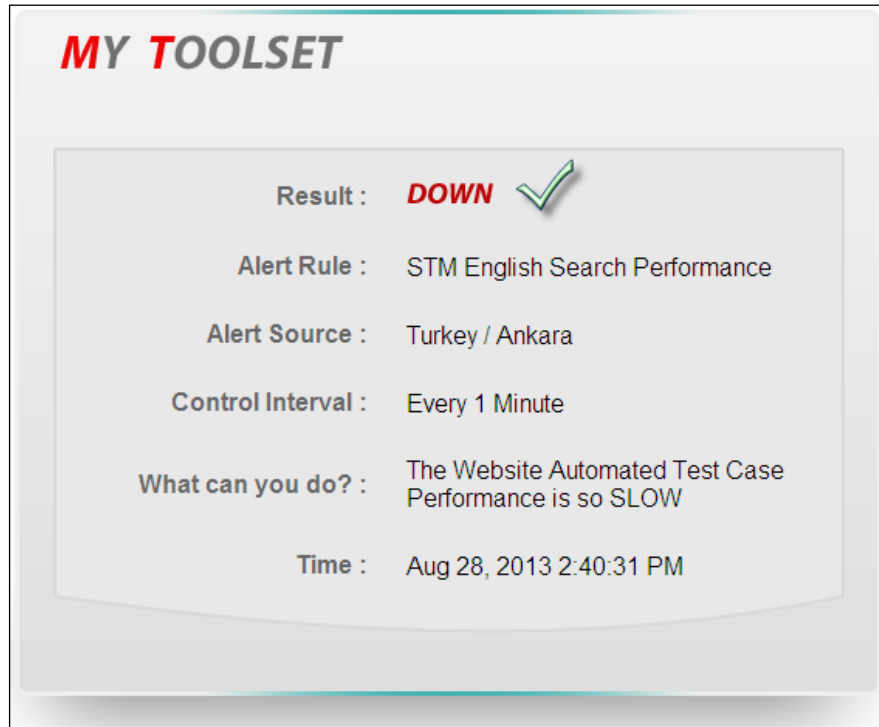 MY TOOLSET
Result : DOWN
Alert Rule : STM English Search Performance
Alert Source : Turkey / Ankara
Control Interval : Every 1 Minute
What can you do? : The Website Automated Test Case
Performance is so SLOW
Time : Aug 28, 2013 2:40:31 PM